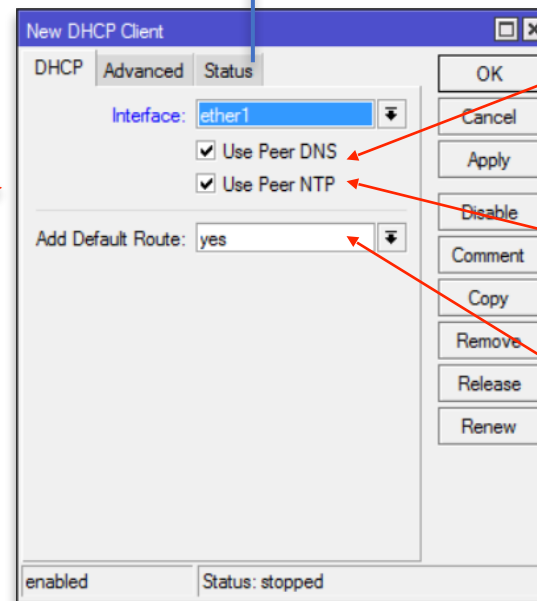 New DHCP Client
DHCP Advanced Status
Interface: ether1
Use Peer DNS
Use Peer NTP
Add Default Route: yes
OK
Cancel
Apply
Disable
Comment
Copy
Remove
Release
Renew
enabled
Status: stopped